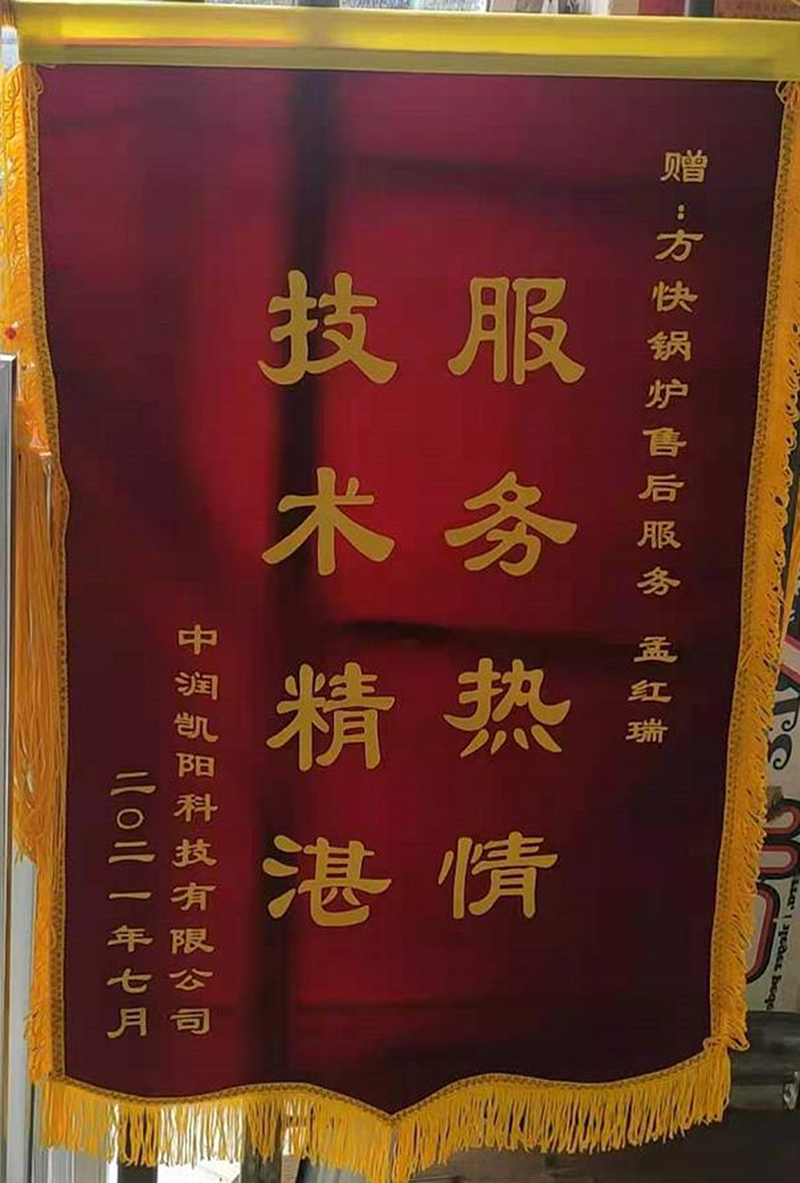 赠：方快锅炉售后服务 孟红瑞
服务热情
技术精湛
中润凯阳科技有限公司
二〇二一年七月